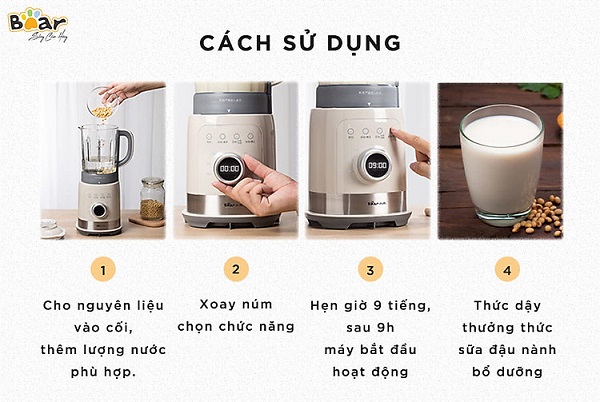 Bear
Sống Cân Bằng
CÁCH SỬ DỤNG
00:00
09:00
Bear
1
Cho nguyên liệu
vào cối,
thêm lượng nước
phù hợp.
2
Xoay núm
chọn chức năng
3
Hẹn giờ 9 tiếng,
sau 9h
máy bắt đầu
hoạt động
4
Thức dậy
thưởng thức
sữa đậu nành
bổ dưỡng